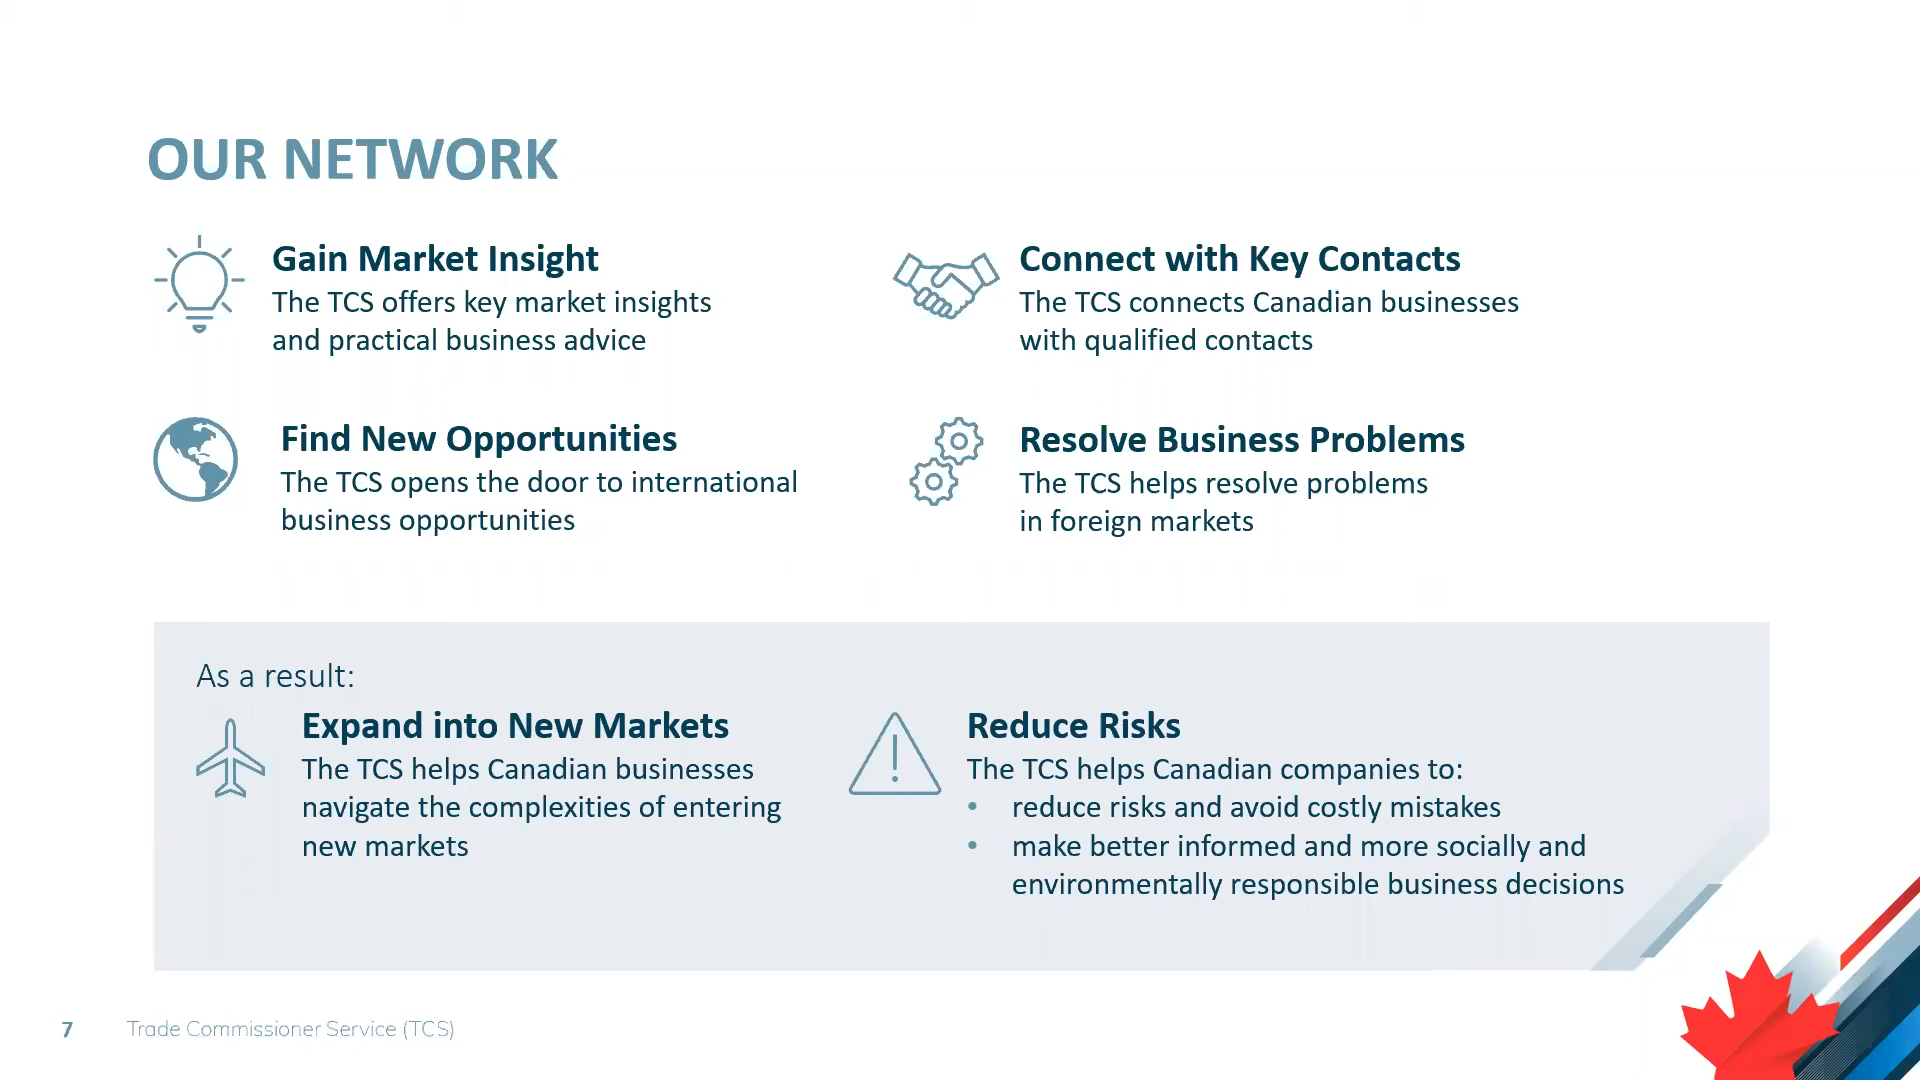 OUR NETWORK
Gain Market Insight
The TCS offers key market insights
and practical business advice
Connect with Key Contacts
The TCS connects Canadian businesses
with qualified contacts
Find New Opportunities
The TCS opens the door to international
business opportunities
Resolve Business Problems
The TCS helps resolve problems
in foreign markets
As a result:
Expand into New Markets
The TCS helps Canadian businesses
navigate the complexities of entering
new markets
Reduce Risks
The TCS helps Canadian companies to:
• reduce risks and avoid costly mistakes
• make better informed and more socially and
environmentally responsible business decisions
7 Trade Commissioner Service (TCS)